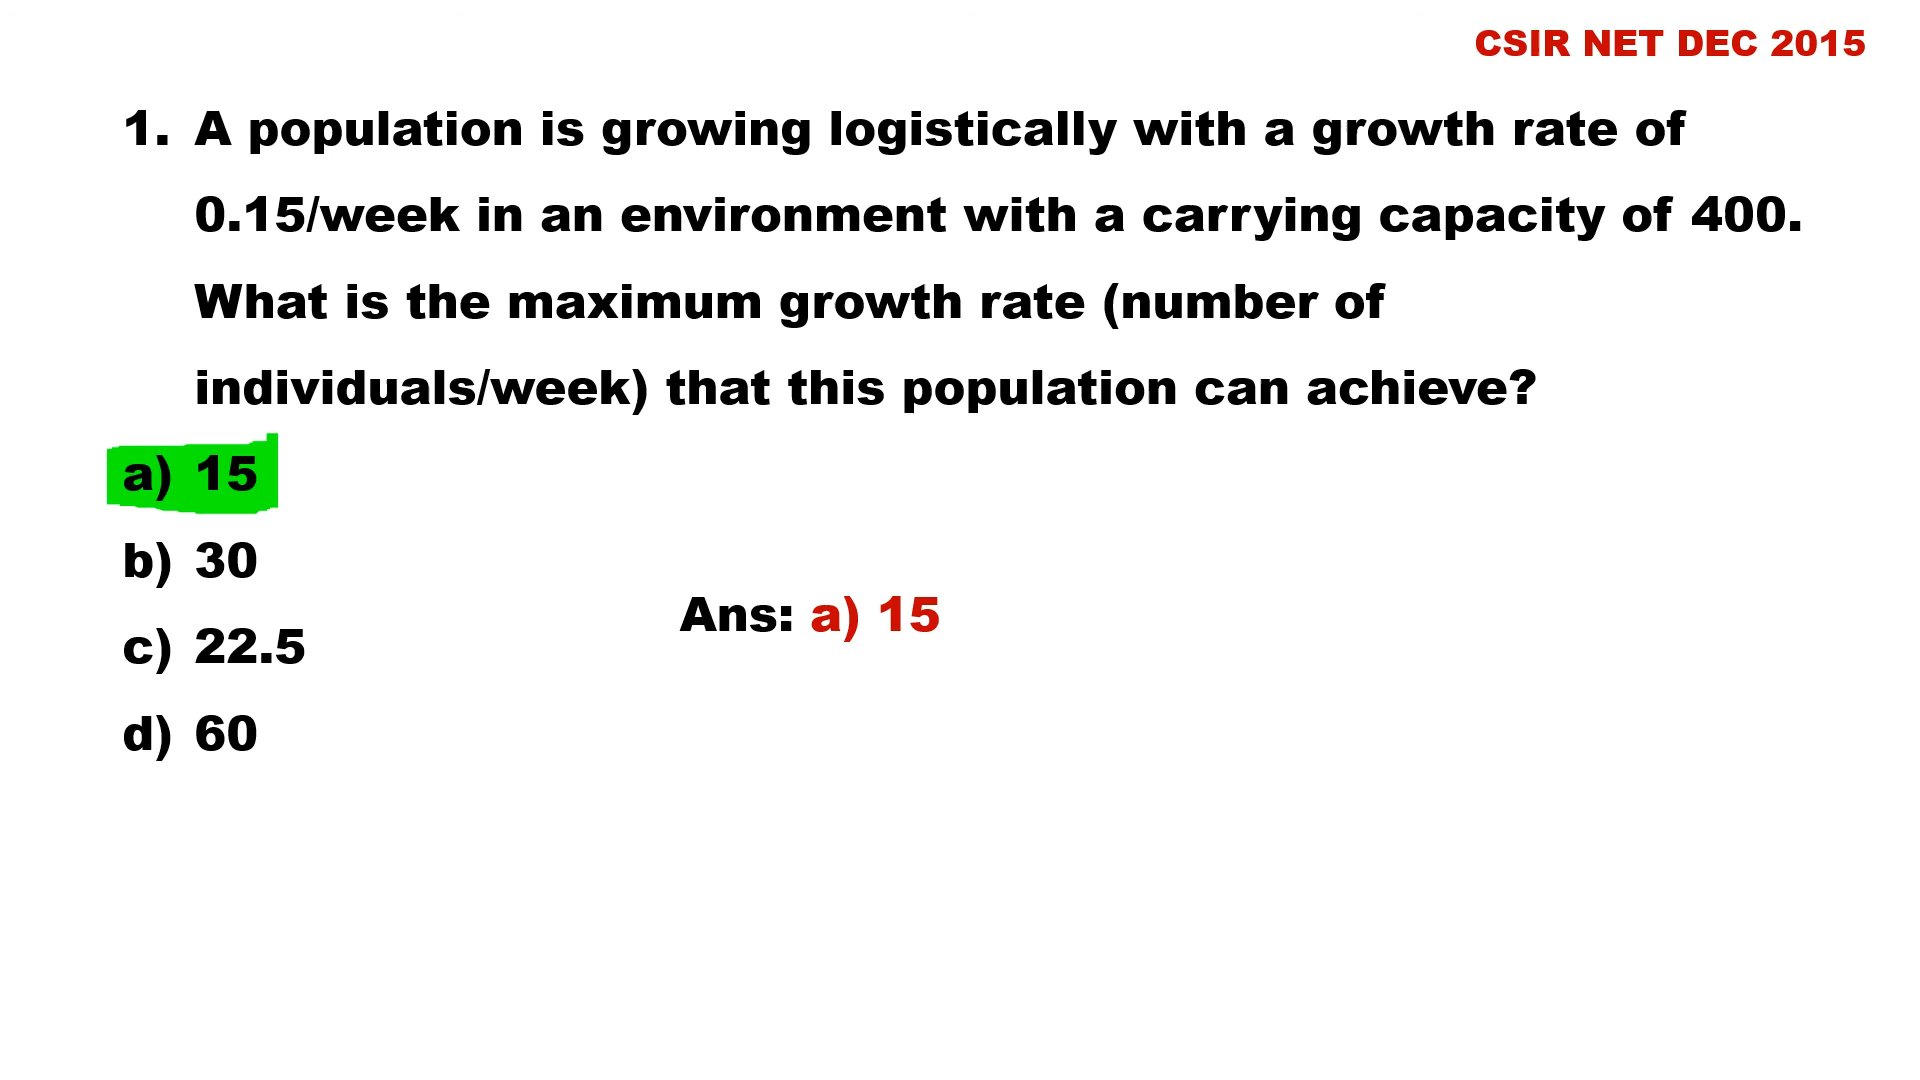 CSIR NET DEC 2015
1. A population is growing logistically with a growth rate of
0.15/week in an environment with a carrying capacity of 400.
What is the maximum growth rate (number of
individuals/week) that this population can achieve?
a) 15
b) 30
Ans: a) 15
c) 22.5
d) 60